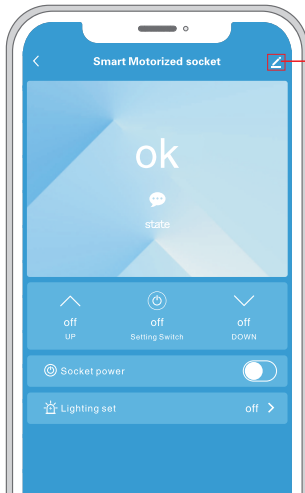 Smart Motorized socket
ok
state
off off off
UP Setting Switch DOWN
Socket power
Lighting set off